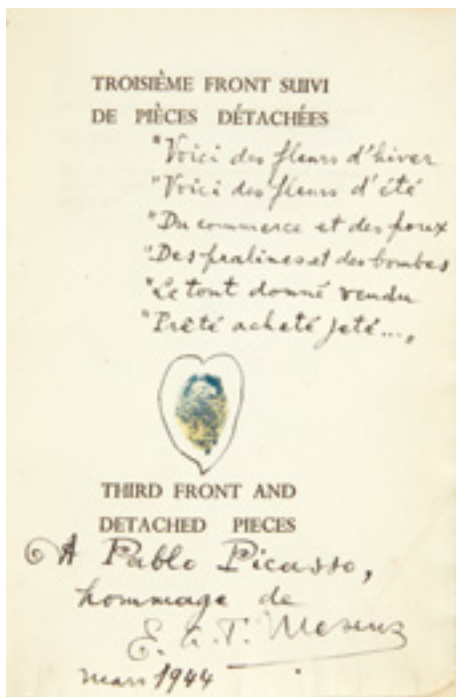 TROISIÈME FRONT SUIVI
DE PIÈCES DÉTACHÉES
"Voici des fleurs d'hiver
"Voici des fleurs d'été
"Du commerce et des poux
"Des pralines et des bombes
"Le tout donné vendu
"Prêté acheté jeté...,
THIRD FRONT AND
DETACHED PIECES
A Pablo Picasso,
hommage de
E. L. T. Mesens
mars 1944